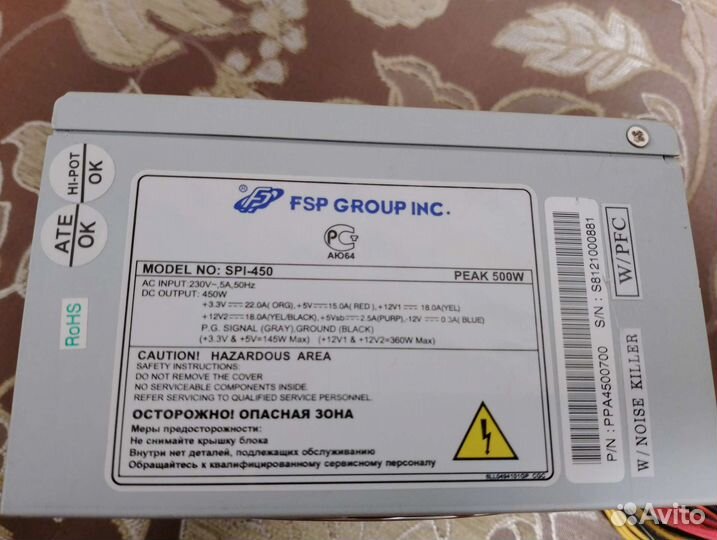 HI-POT
OK
ATE
OK
RoHS
® FSP GROUP INC.
РС
АЮ64
MODEL NO: SPI-450
PEAK 500W
AC INPUT:230V~,5A,50Hz
DC OUTPUT: 450W
+3.3V 22.0A( ORG), +5V 15.0A( RED ), +12V1 18.0A(YEL)
+12V2 18.0A(YEL/BLACK), +5Vsb 2.5A(PURP),-12V 0.3A( BLUE)
P.G. SIGNAL (GRAY),GROUND (BLACK)
(+3.3V & +5V=145W Max) (+12V1 & +12V2=360W Max)
CAUTION! HAZARDOUS AREA
SAFETY INSTRUCTIONS:
DO NOT REMOVE THE COVER
NO SERVICEABLE COMPONENTS INSIDE.
REFER SERVICING TO QUALIFIED SERVICE PERSONNEL.
ОСТОРОЖНО! ОПАСНАЯ ЗОНА
Меры предосторожности:
Не снимайте крышку блока
Внутри нет деталей, подлежащих обслуживанию
Обращайтесь к квалифицированному сервисному персоналу
P/N : PPA4500700 S/N : S81210000881
W/NOISE KILLER
W/PFC
Avito